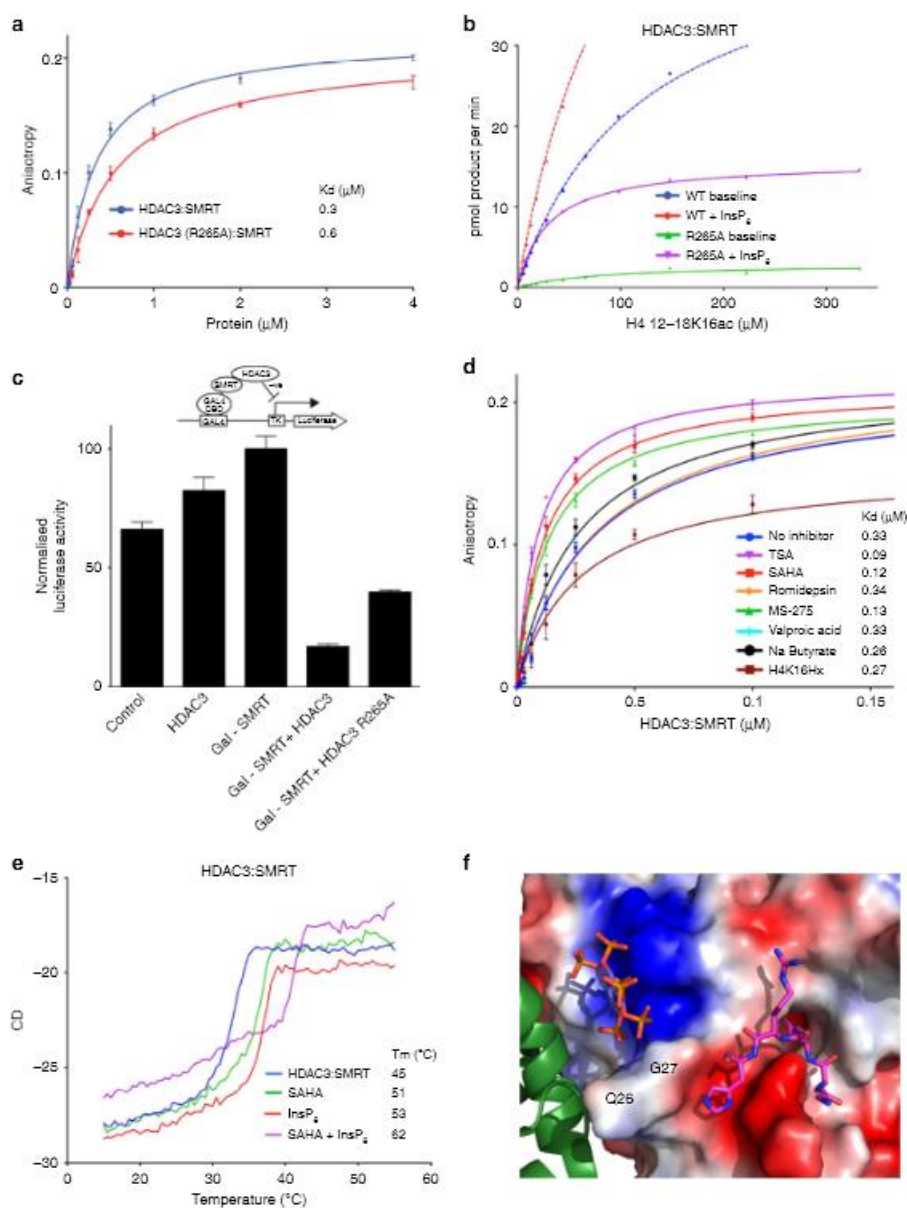 a
0.2
0.1
0
Anisotropy
Kd (μM)
HDAC3:SMRT 0.3
HDAC3 (R265A):SMRT 0.6
0 1 2 3 4
Protein (μM)
b
HDAC3:SMRT
30
20
10
0
pmol product per min
WT baseline
WT + InsP6
R265A baseline
R265A + InsP6
0 100 200 300
H4 12–18K16ac (μM)
c
HDAC3
SMRT
–ve
GAL4
DBD
GAL4
TK
Luciferase
100
50
0
Normalised
luciferase activity
Control
HDAC3
Gal - SMRT
Gal - SMRT+ HDAC3
Gal - SMRT+ HDAC3 R265A
d
0.2
0.1
0
Anisotropy
Kd (μM)
No inhibitor 0.33
TSA 0.09
SAHA 0.12
Romidepsin 0.34
MS-275 0.13
Valproic acid 0.33
Na Butyrate 0.26
H4K16Hx 0.27
0 0.5 0.1 0.15
HDAC3:SMRT (μM)
e
HDAC3:SMRT
–15
–20
–25
–30
CD
Tm (°C)
HDAC3:SMRT 45
SAHA 51
InsP6 53
SAHA + InsP6 62
10 20 30 40 50 60
Temperature (°C)
f
G27
Q26